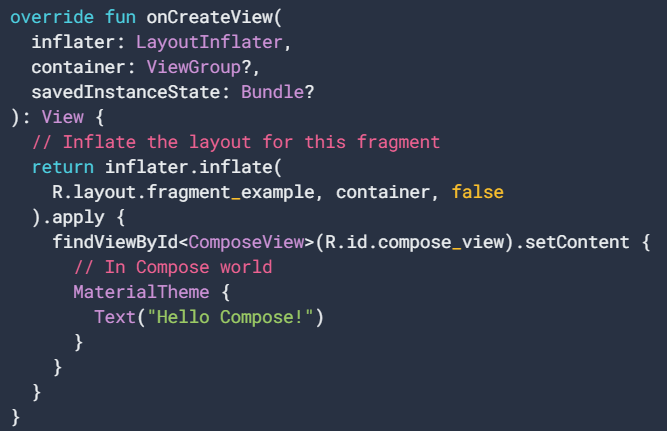 override fun onCreateView(
  inflater: LayoutInflater,
  container: ViewGroup?,
  savedInstanceState: Bundle?
): View {
  // Inflate the layout for this fragment
  return inflater.inflate(
    R.layout.fragment_example, container, false
  ).apply {
    findViewById<ComposeView>(R.id.compose_view).setContent {
      // In Compose world
      MaterialTheme {
        Text("Hello Compose!")
      }
    }
  }
}